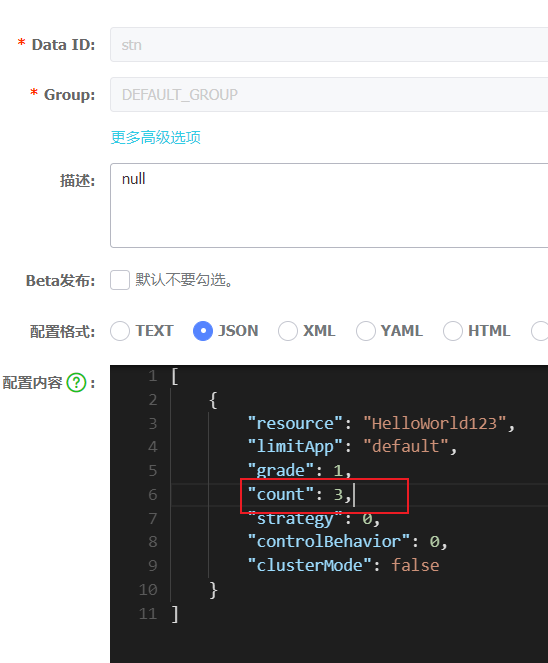 * Data ID: stn
* Group: DEFAULT_GROUP
更多高级选项
描述: null
Beta发布: 默认不要勾选。
配置格式: TEXT JSON XML YAML HTML
配置内容 ? :
1 [
2 {
3 "resource": "HelloWorld123",
4 "limitApp": "default",
5 "grade": 1,
6 "count": 3,
7 "strategy": 0,
8 "controlBehavior": 0,
9 "clusterMode": false
10 }
11 ]